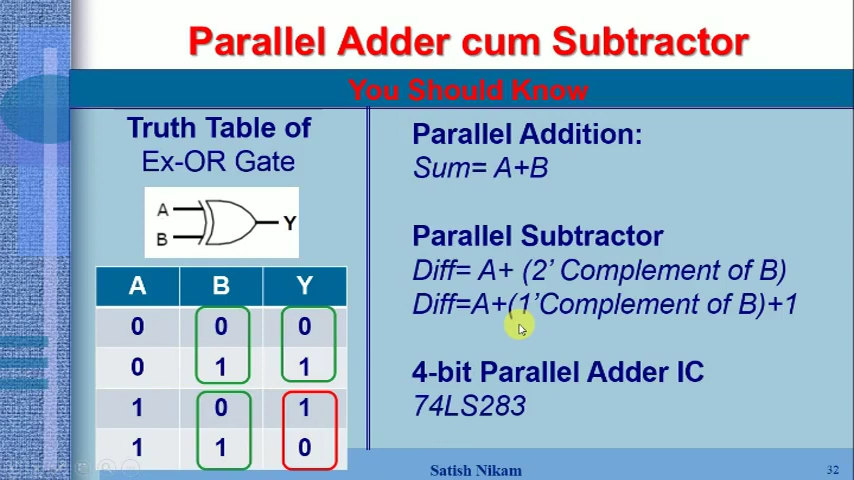 Parallel Adder cum Subtractor
You Should Know
Truth Table of
Ex-OR Gate
A
B
Y
A B Y
0 0 0
0 1 1
1 0 1
1 1 0
Parallel Addition:
Sum= A+B
Parallel Subtractor
Diff= A+ (2' Complement of B)
Diff=A+(1'Complement of B)+1
4-bit Parallel Adder IC
74LS283
Satish Nikam
32